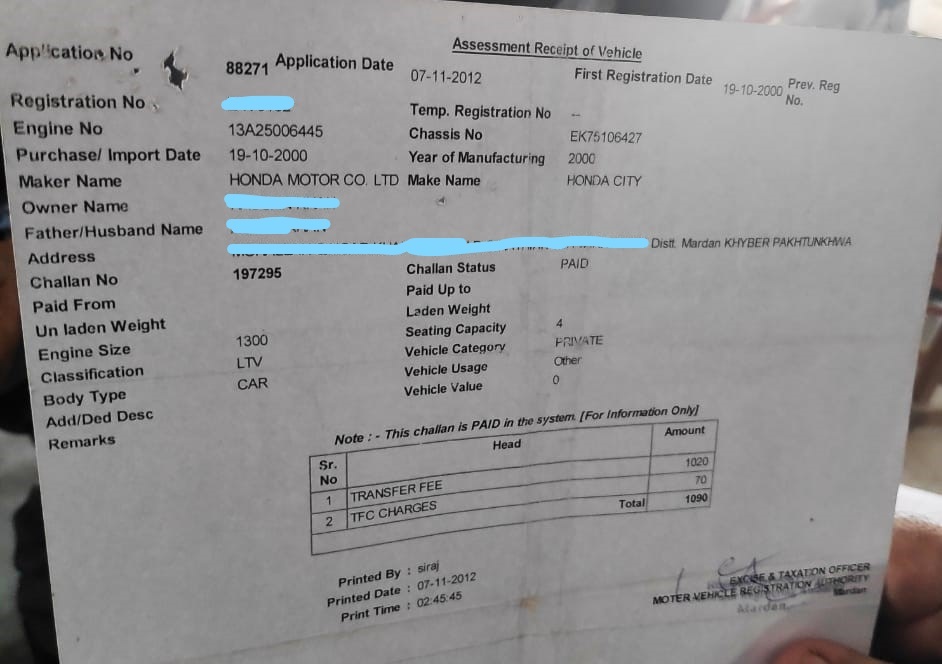 Assessment Receipt of Vehicle
Application No 88271 Application Date 07-11-2012 First Registration Date 19-10-2000 Prev. Reg No.
Registration No Temp. Registration No --
Engine No 13A25006445 Chassis No EK75106427
Purchase/ Import Date 19-10-2000 Year of Manufacturing 2000
Maker Name HONDA MOTOR CO. LTD Make Name HONDA CITY
Owner Name
Father/Husband Name
Address Distt. Mardan KHYBER PAKHTUNKHWA
Challan No 197295 Challan Status PAID
Paid From Paid Up to
Un laden Weight Laden Weight
Engine Size 1300 Seating Capacity 4
Classification LTV Vehicle Category PRIVATE
Body Type CAR Vehicle Usage Other
Add/Ded Desc Vehicle Value 0
Remarks
Note : - This challan is PAID in the system. [For Information Only]
Sr. No Head Amount
1 TRANSFER FEE 1020
2 TFC CHARGES 70
Total 1090
Printed By : siraj
Printed Date : 07-11-2012
Print Time : 02:45:45
EXCISE & TAXATION OFFICER
MOTER VEHICLE REGISTRATION AUTHORITY
Mardan
Mardan